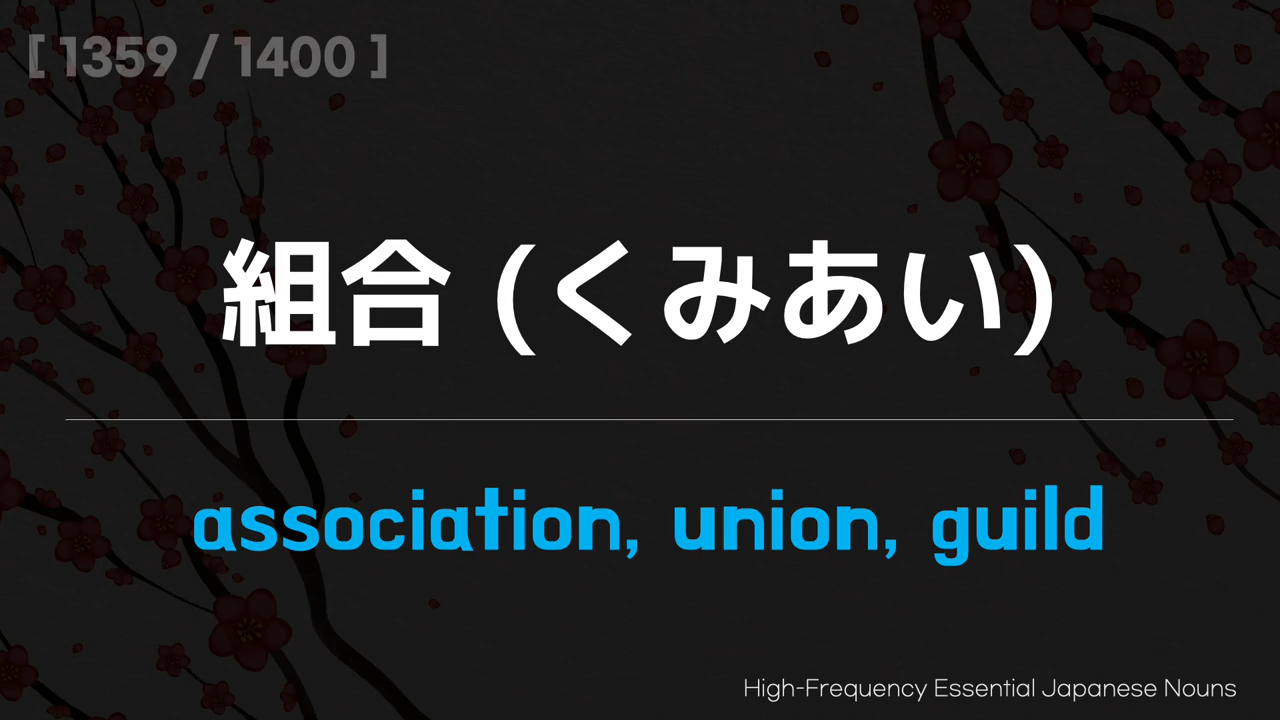 [ 1359 / 1400 ]
組合 (くみあい)
association, union, guild
High-Frequency Essential Japanese Nouns